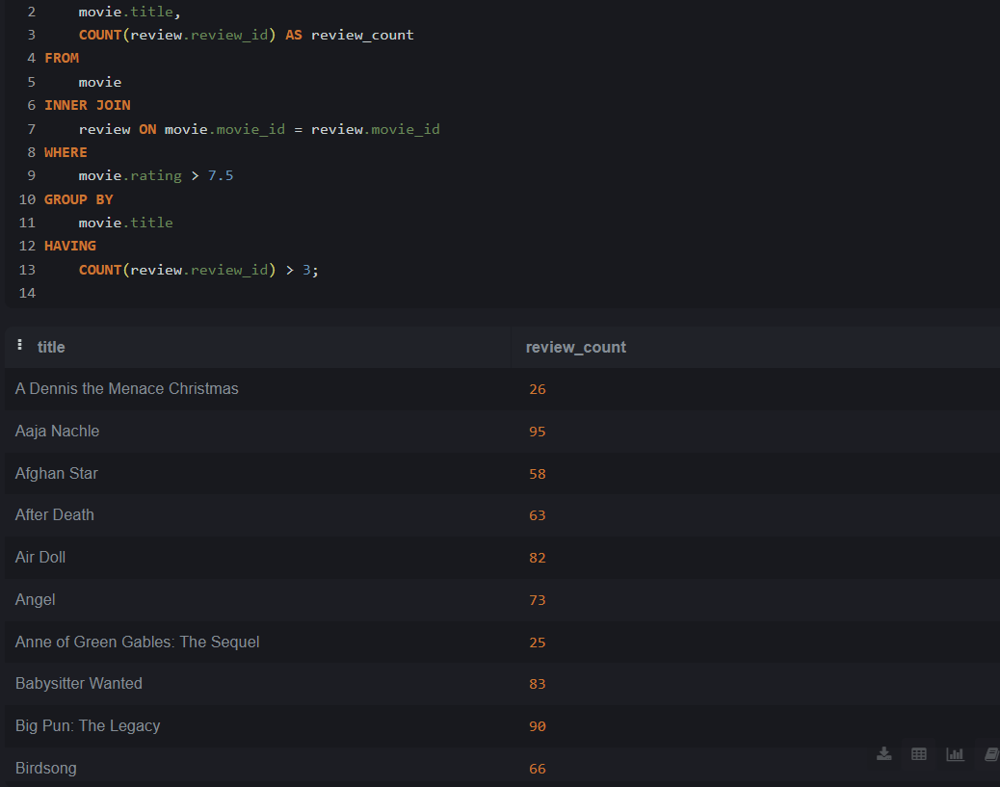 2 movie.title,
3 COUNT(review.review_id) AS review_count
4 FROM
5 movie
6 INNER JOIN
7 review ON movie.movie_id = review.movie_id
8 WHERE
9 movie.rating > 7.5
10 GROUP BY
11 movie.title
12 HAVING
13 COUNT(review.review_id) > 3;
14
title review_count
A Dennis the Menace Christmas 26
Aaja Nachle 95
Afghan Star 58
After Death 63
Air Doll 82
Angel 73
Anne of Green Gables: The Sequel 25
Babysitter Wanted 83
Big Pun: The Legacy 90
Birdsong 66